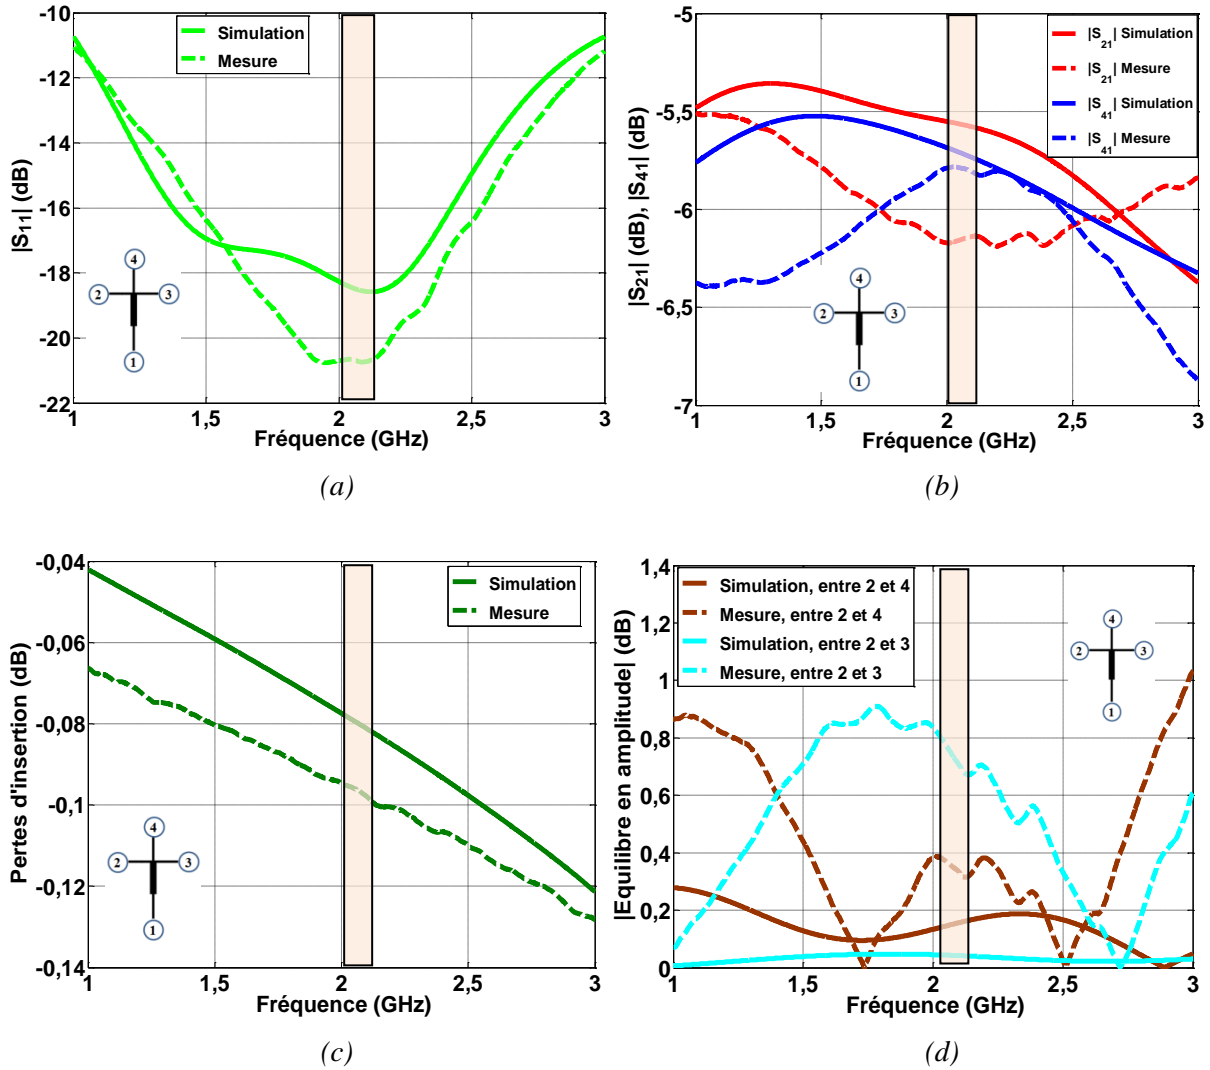 -10
-12
-14
-16
-18
-20
-22
|S11| (dB)
Simulation
Mesure
4
2
3
1
1
1,5
2
2,5
3
Fréquence (GHz)
(a)
-5
-5,5
-6
-6,5
-7
|S21| (dB), |S41| (dB)
|S21| Simulation
|S21| Mesure
|S41| Simulation
|S41| Mesure
4
2
3
1
1
1,5
2
2,5
3
Fréquence (GHz)
(b)
-0,04
-0,06
-0,08
-0,1
-0,12
-0,14
Pertes d'insertion (dB)
Simulation
Mesure
4
2
3
1
1
1,5
2
2,5
3
Fréquence (GHz)
(c)
1,4
1,2
1
0,8
0,6
0,4
0,2
0
|Equilibre en amplitude| (dB)
Simulation, entre 2 et 4
Mesure, entre 2 et 4
Simulation, entre 2 et 3
Mesure, entre 2 et 3
4
2
3
1
1
1,5
2
2,5
3
Fréquence (GHz)
(d)